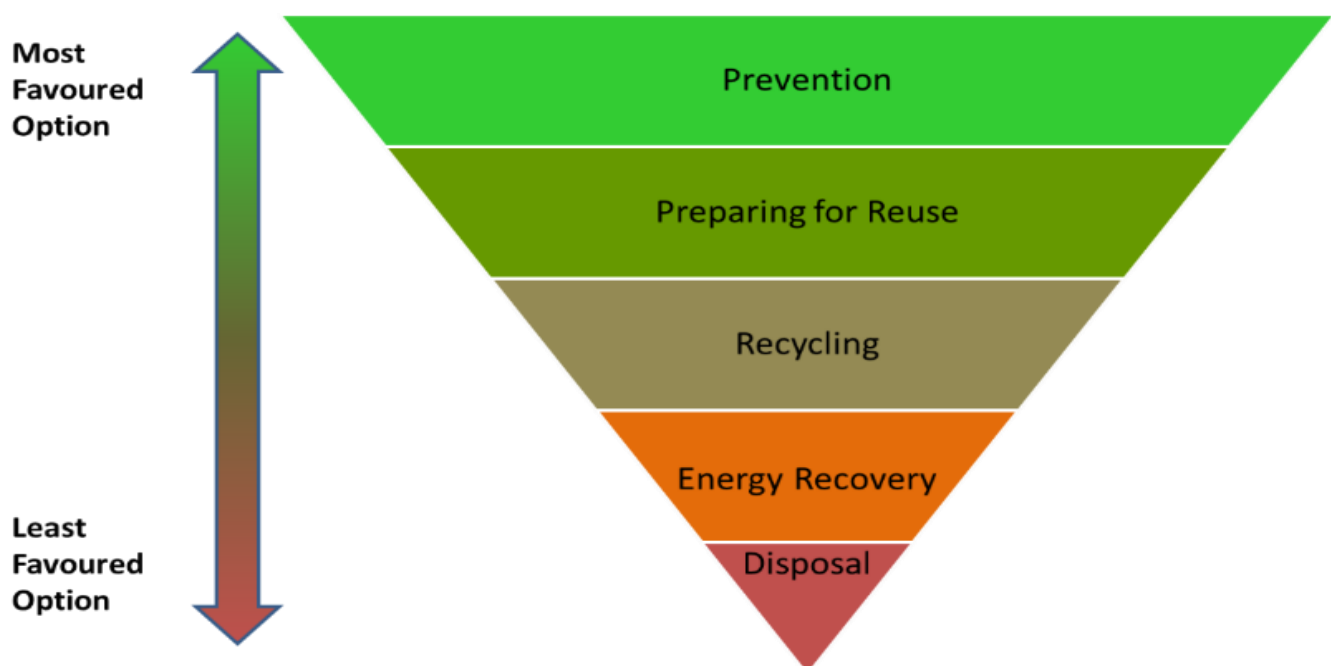 Most
Favoured
Option
Prevention
Preparing for Reuse
Recycling
Energy Recovery
Disposal
Least
Favoured
Option